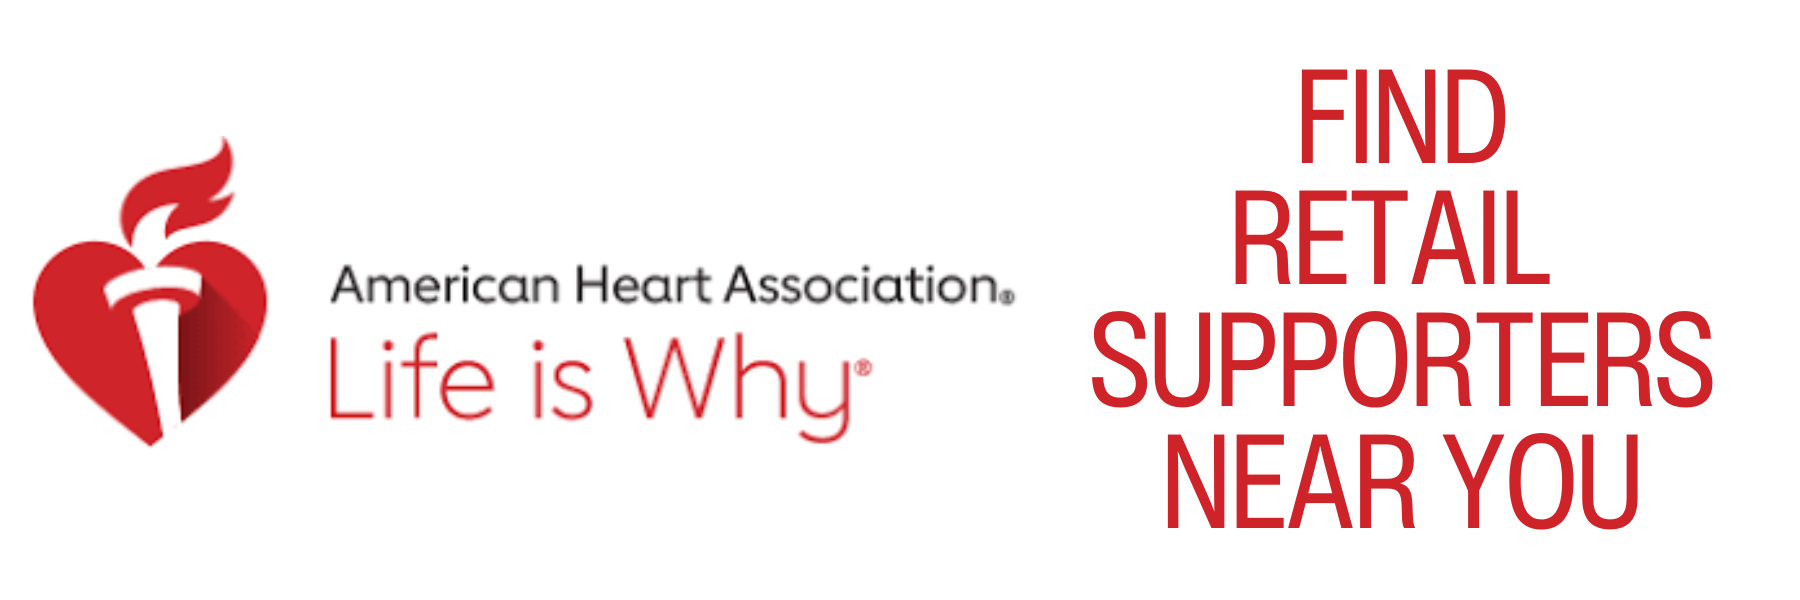 American Heart Association®
Life is Why®
FIND
RETAIL
SUPPORTERS
NEAR YOU